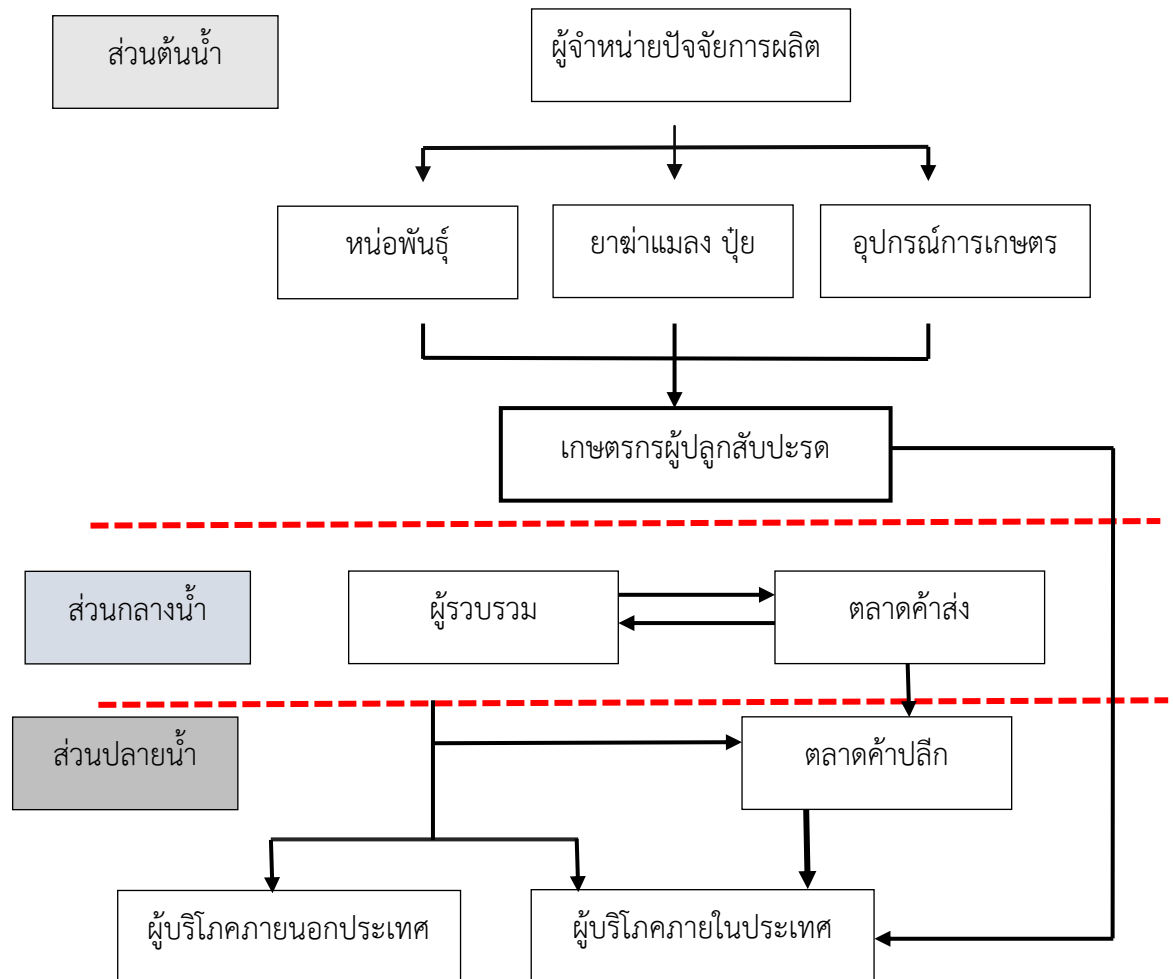 ส่วนต้นน้ำ
ผู้จำหน่ายปัจจัยการผลิต
หน่อพันธุ์
ยาฆ่าแมลง ปุ๋ย
อุปกรณ์การเกษตร
เกษตรกรผู้ปลูกสับปะรด
ส่วนกลางน้ำ
ผู้รวบรวม
ตลาดค้าส่ง
ส่วนปลายน้ำ
ตลาดค้าปลีก
ผู้บริโภคภายนอกประเทศ
ผู้บริโภคภายในประเทศ